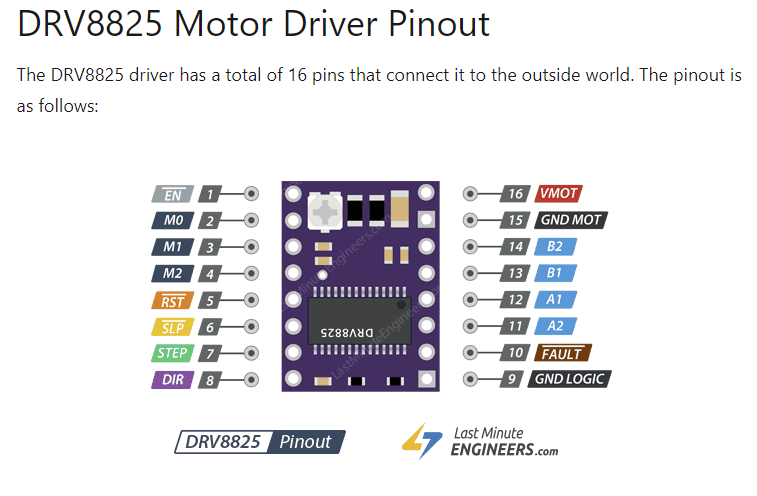 DRV8825 Motor Driver Pinout
The DRV8825 driver has a total of 16 pins that connect it to the outside world. The pinout is
as follows:
EN 1
M0 2
M1 3
M2 4
RST 5
SLP 6
STEP 7
DIR 8
LastMinuteEngineers.com
DRV8825
16 VMOT
15 GND MOT
14 B2
13 B1
12 A1
11 A2
10 FAULT
9 GND LOGIC
DRV8825 Pinout
Last Minute
ENGINEERS.com